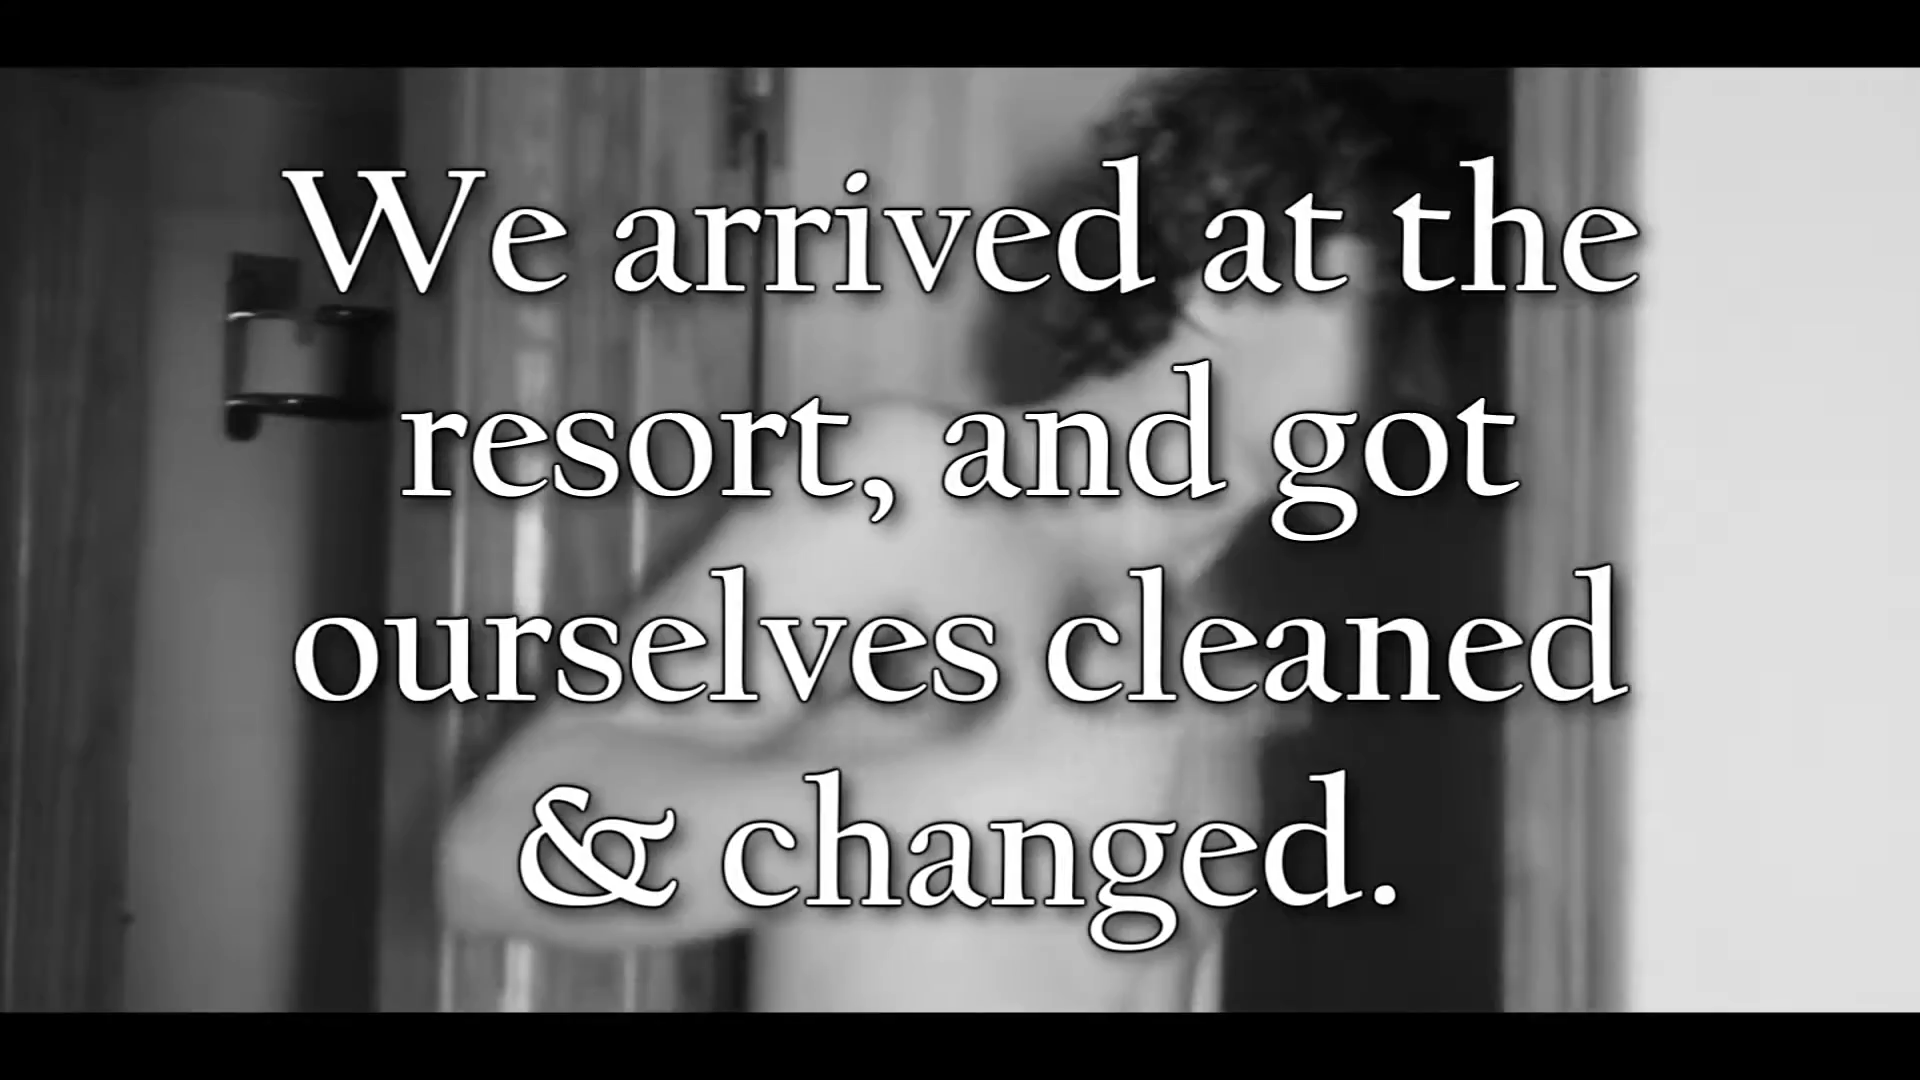 We arrived at the
resort, and got
ourselves cleaned
& changed.